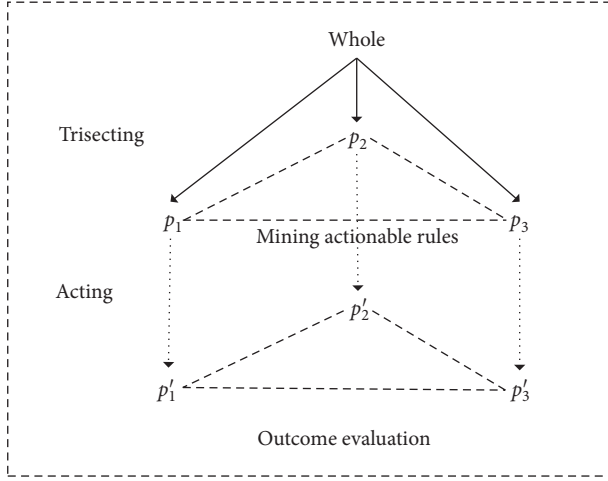 Whole
Trisecting
p₂
p₁
p₃
Mining actionable rules
Acting
p′₂
p′₁
p′₃
Outcome evaluation